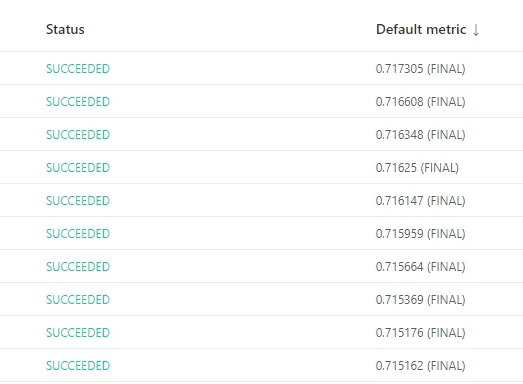 Status Default metric ↓
SUCCEEDED 0.717305 (FINAL)
SUCCEEDED 0.716608 (FINAL)
SUCCEEDED 0.716348 (FINAL)
SUCCEEDED 0.71625 (FINAL)
SUCCEEDED 0.716147 (FINAL)
SUCCEEDED 0.715959 (FINAL)
SUCCEEDED 0.715664 (FINAL)
SUCCEEDED 0.715369 (FINAL)
SUCCEEDED 0.715176 (FINAL)
SUCCEEDED 0.715162 (FINAL)